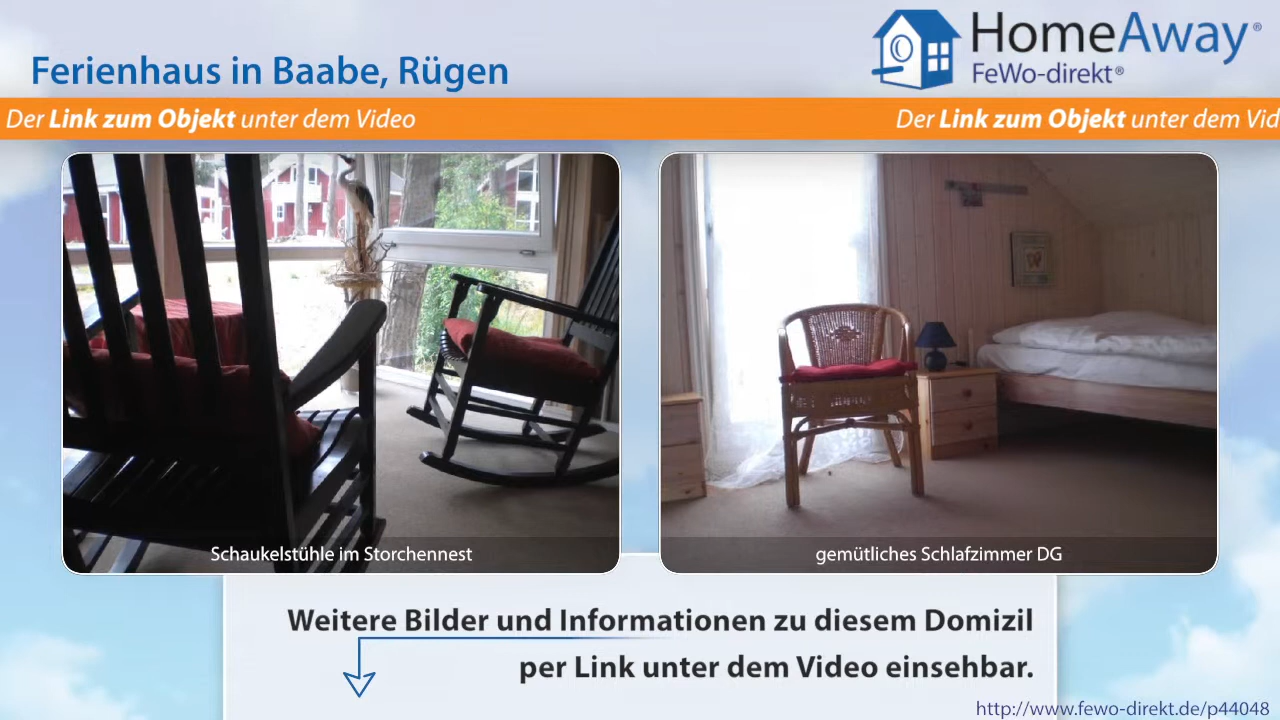 HomeAway®
FeWo-direkt®
Ferienhaus in Baabe, Rügen
Der Link zum Objekt unter dem Video
Der Link zum Objekt unter dem Vid
Schaukelstühle im Storchennest
gemütliches Schlafzimmer DG
Weitere Bilder und Informationen zu diesem Domizil
per Link unter dem Video einsehbar.
http://www.fewo-direkt.de/p44048